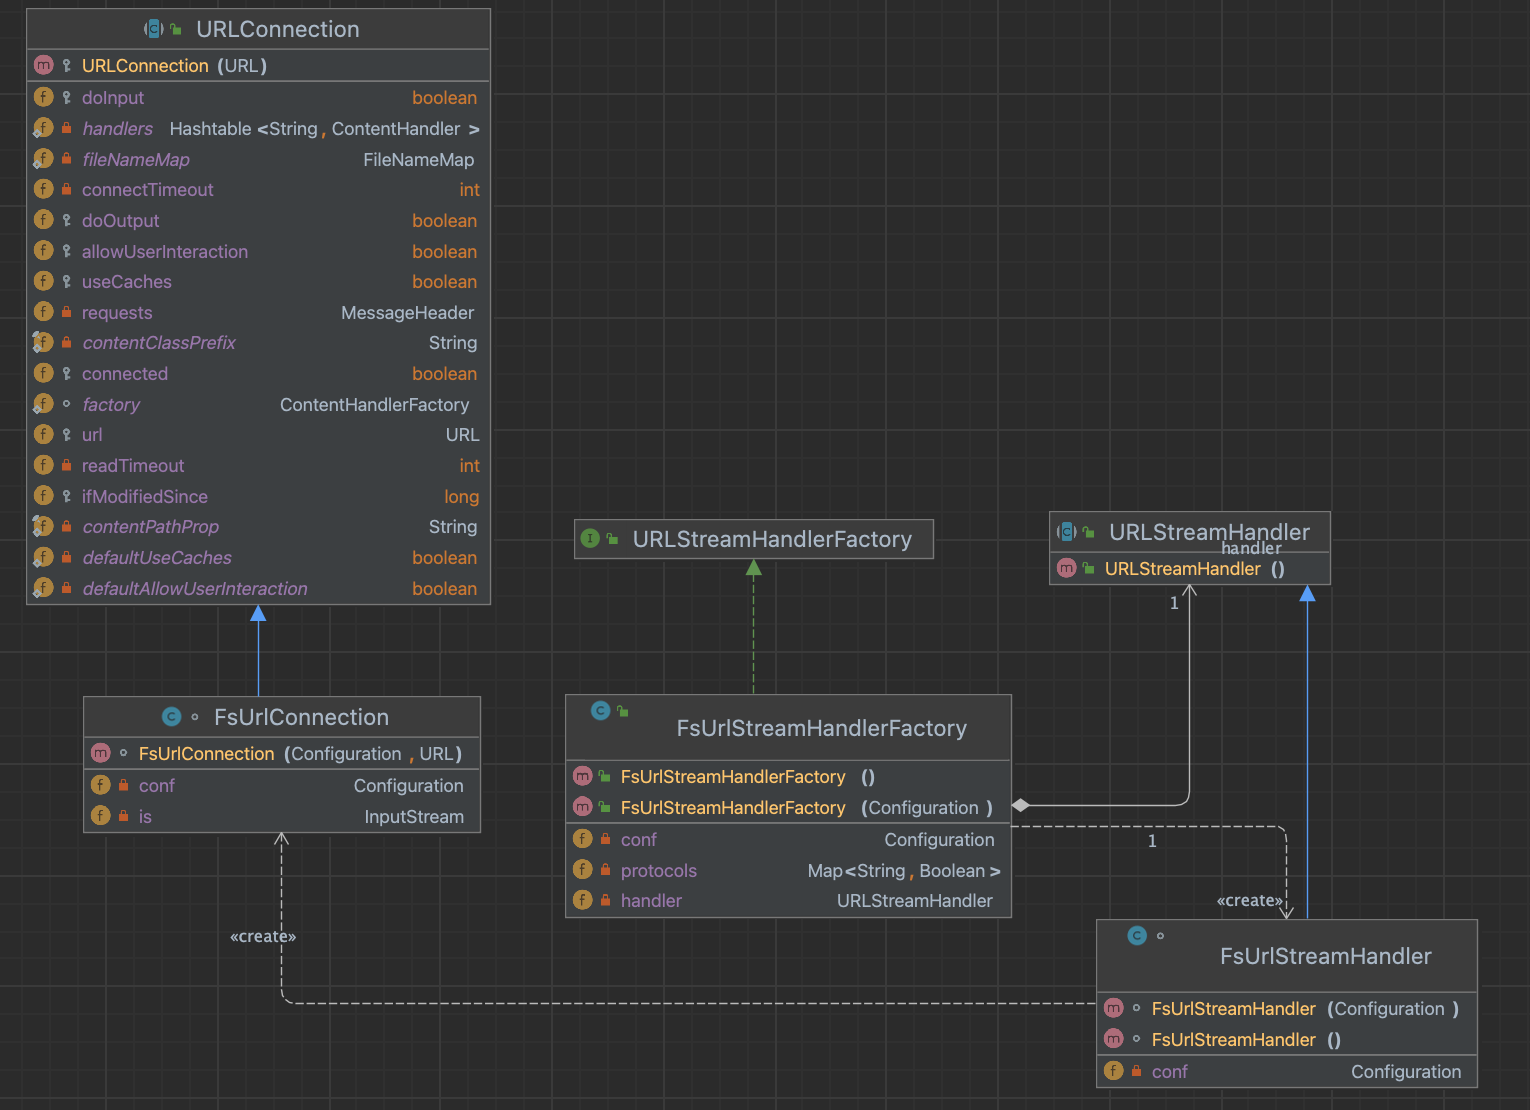 URLConnection
URLConnection (URL)
doInput boolean
handlers Hashtable <String, ContentHandler >
fileNameMap FileNameMap
connectTimeout int
doOutput boolean
allowUserInteraction boolean
useCaches boolean
requests MessageHeader
contentClassPrefix String
connected boolean
factory ContentHandlerFactory
url URL
readTimeout int
ifModifiedSince long
contentPathProp String
defaultUseCaches boolean
defaultAllowUserInteraction boolean
URLStreamHandlerFactory
URLStreamHandler
handler
URLStreamHandler ()
1
FsUrlConnection
FsUrlConnection (Configuration , URL)
conf Configuration
is InputStream
FsUrlStreamHandlerFactory
FsUrlStreamHandlerFactory ()
FsUrlStreamHandlerFactory (Configuration )
conf Configuration
protocols Map<String, Boolean>
handler URLStreamHandler
1
«create»
«create»
FsUrlStreamHandler
FsUrlStreamHandler (Configuration )
FsUrlStreamHandler ()
conf Configuration